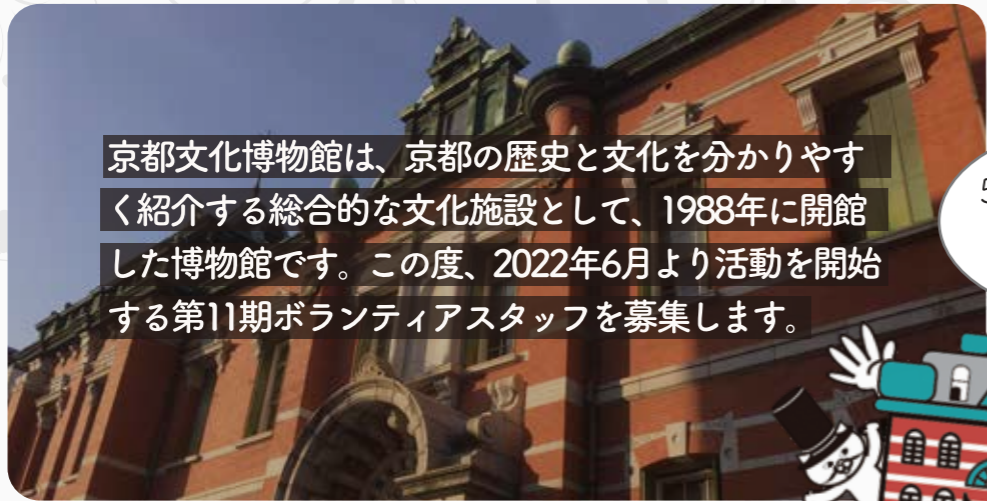 京都文化博物館は、京都の歴史と文化を分かりやす
く紹介する総合的な文化施設として、1988年に開館
した博物館です。この度、2022年6月より活動を開始
する第11期ボランティアスタッフを募集します。